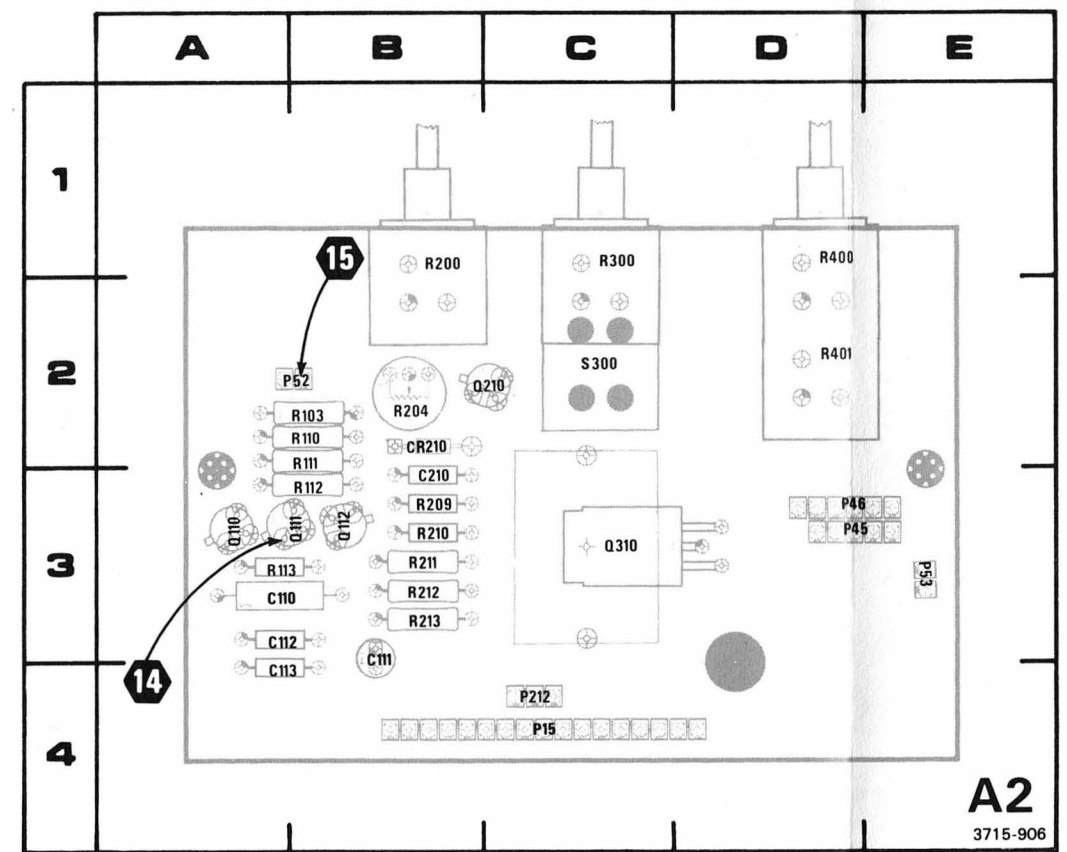 A B C D E
1
15
R200 R300 R400
2
P52
R204
Q210
S300
R401
R103
R110
CR210
R111
C210
R112
R209
P46
Q110 Q111 Q112
R210
Q310
P45
3
R113
R211
P53
C110
R212
R213
C112
C111
C113
14
P212
P15
4
A2
3715-906